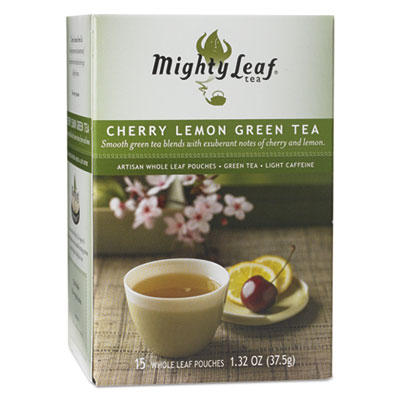 Mighty Leaf®
tea
CHERRY LEMON GREEN TEA
Smooth green tea blends with exuberant notes of cherry and lemon.
ARTISAN WHOLE LEAF POUCHES • GREEN TEA • LIGHT CAFFEINE
15 WHOLE LEAF POUCHES 1.32 OZ (37.5g)